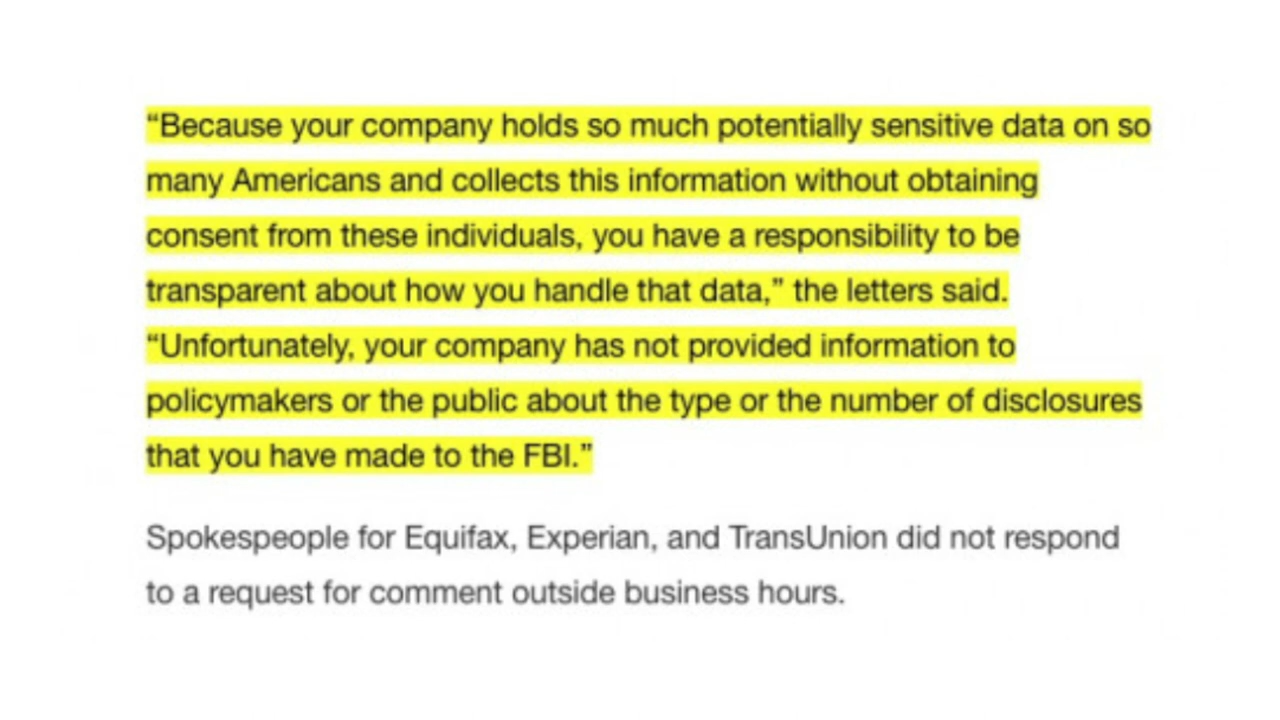 “Because your company holds so much potentially sensitive data on so
many Americans and collects this information without obtaining
consent from these individuals, you have a responsibility to be
transparent about how you handle that data,” the letters said.
“Unfortunately, your company has not provided information to
policymakers or the public about the type or the number of disclosures
that you have made to the FBI.”
Spokespeople for Equifax, Experian, and TransUnion did not respond
to a request for comment outside business hours.